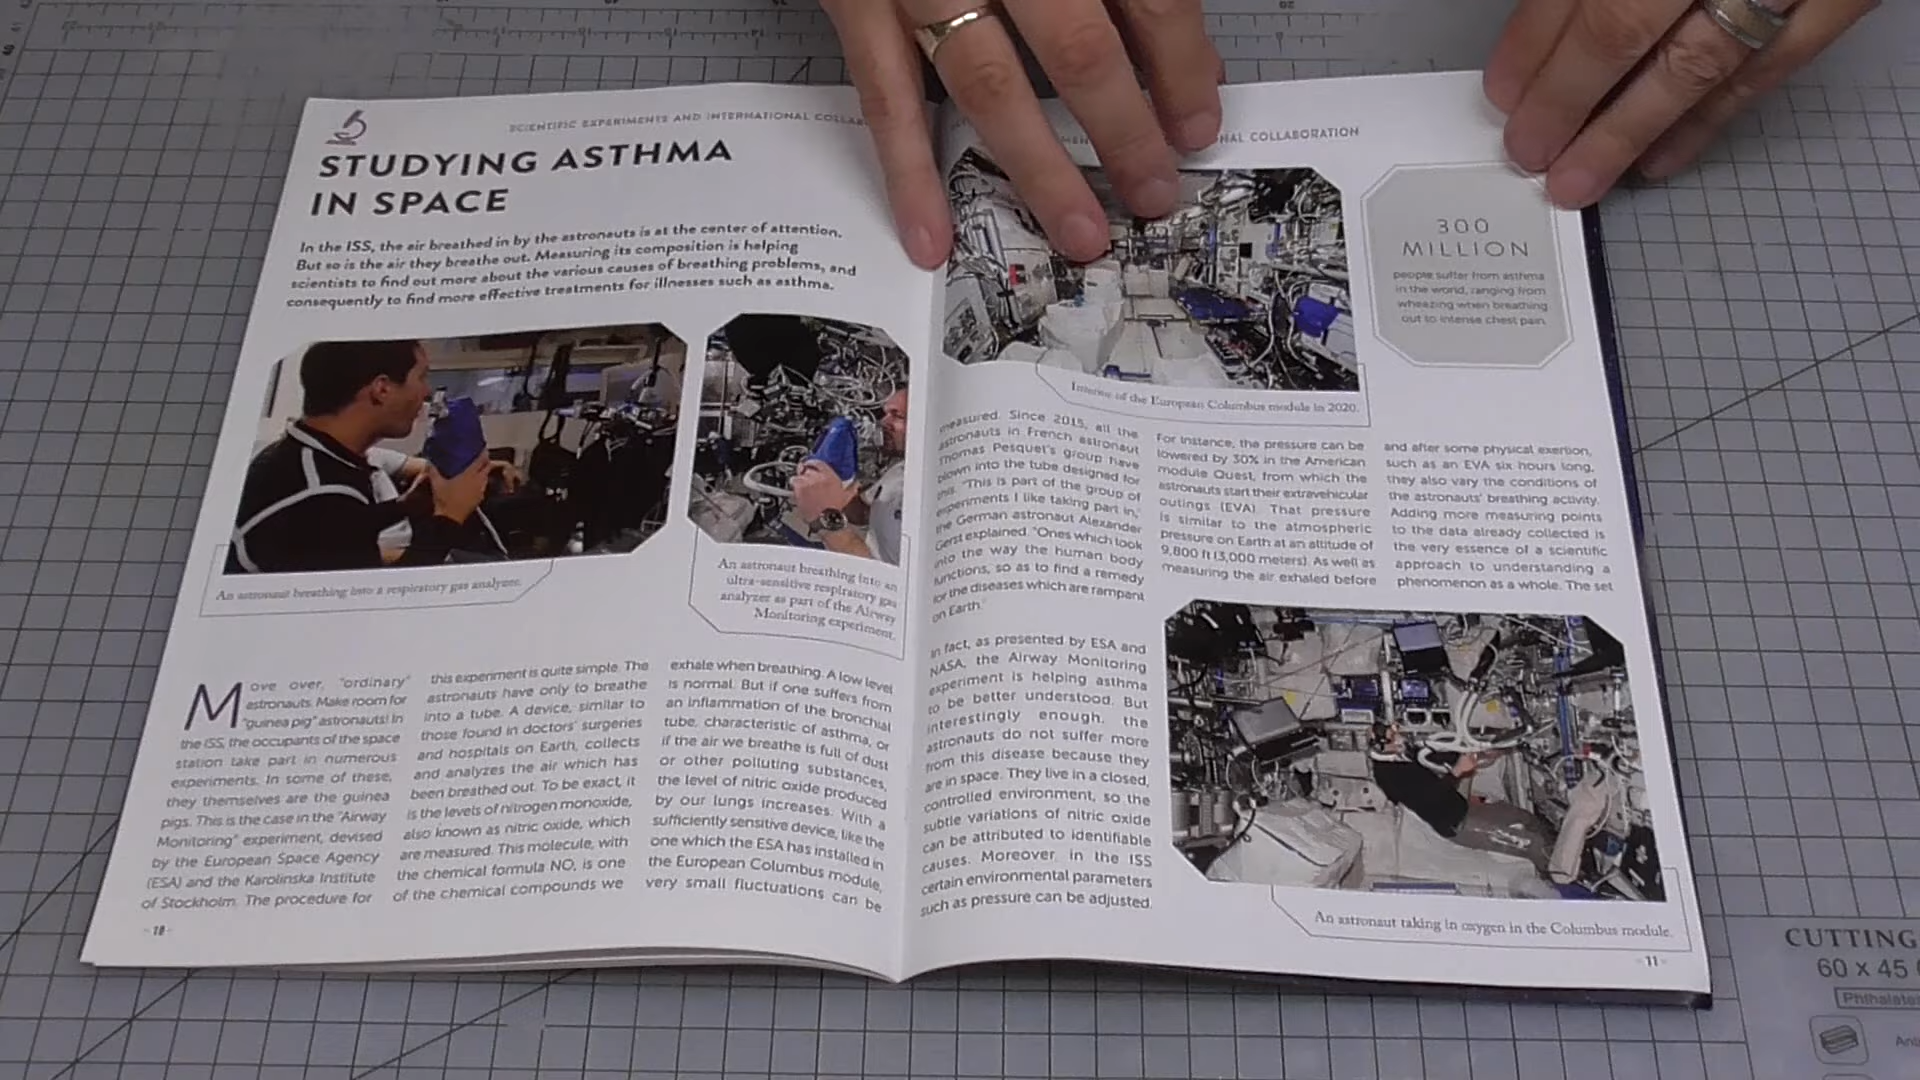 SCIENTIFIC EXPERIMENTS AND INTERNATIONAL
STUDYING ASTHMA
IN SPACE
In the ISS, the air breathed in by the astronauts is at the center of attention.
But so is the air they breathe out. Measuring its composition is helping
scientists to find out more about the various causes of breathing problems, and
consequently to find more effective treatments for illnesses such as asthma.
An astronaut breathing into a respiratory gas analyzer.
An astronaut breathing into an
ultra-sensitive respiratory gas
analyzer as part of the Airway
Monitoring experiment.
Move over, "ordinary"
astronauts. Make room for
"guinea pig" astronauts! In
the ISS, the occupants of the space
station take part in numerous
experiments. In some of these,
they themselves are the guinea
pigs. This is the case in the "Airway
Monitoring" experiment, devised
by the European Space Agency
(ESA) and the Karolinska Institute
of Stockholm. The procedure for
this experiment is quite simple. The
astronauts have only to breathe
into a tube. A device, similar to
those found in doctors' surgeries
and hospitals on Earth, collects
and analyzes the air which has
been breathed out. To be exact, it
is the levels of nitrogen monoxide,
also known as nitric oxide, which
are measured. This molecule, with
the chemical formula NO, is one
of the chemical compounds we
exhale when breathing. A low level
is normal. But if one suffers from
an inflammation of the bronchial
tube, characteristic of asthma, or
if the air we breathe is full of dust
or other polluting substances,
the level of nitric oxide produced
by our lungs increases. With a
sufficiently sensitive device, like the
one which the ESA has installed in
the European Columbus module,
very small fluctuations can be
COLLABORATION
300
MILLION
people suffer from asthma
in the world, ranging from
wheezing when breathing
out to intense chest pain.
Interior of the European Columbus module in 2020.
measured. Since 2015, all the
astronauts in French astronaut
Thomas Pesquet's group have
blown into the tube designed for
this. "This is part of the group of
experiments I like taking part in,"
the German astronaut Alexander
Gerst explained. "Ones which look
into the way the human body
functions, so as to find a remedy
for the diseases which are rampant
on Earth."
In fact, as presented by ESA and
NASA, the Airway Monitoring
experiment is helping asthma
to be better understood. But
interestingly enough, the
astronauts do not suffer more
from this disease because they
are in space. They live in a closed,
controlled environment, so the
subtle variations of nitric oxide
can be attributed to identifiable
causes. Moreover, in the ISS
certain environmental parameters
such as pressure can be adjusted.
For instance, the pressure can be
lowered by 30% in the American
module Quest, from which the
astronauts start their extravehicular
outings (EVA). That pressure
is similar to the atmospheric
pressure on Earth at an altitude of
9,800 ft (3,000 meters). As well as
measuring the air exhaled before
and after some physical exertion,
such as an EVA six hours long,
they also vary the conditions of
the astronauts' breathing activity.
Adding more measuring points
to the data already collected is
the very essence of a scientific
approach to understanding a
phenomenon as a whole. The set
An astronaut taking in oxygen in the Columbus module.
11
CUTTING
60 x 45